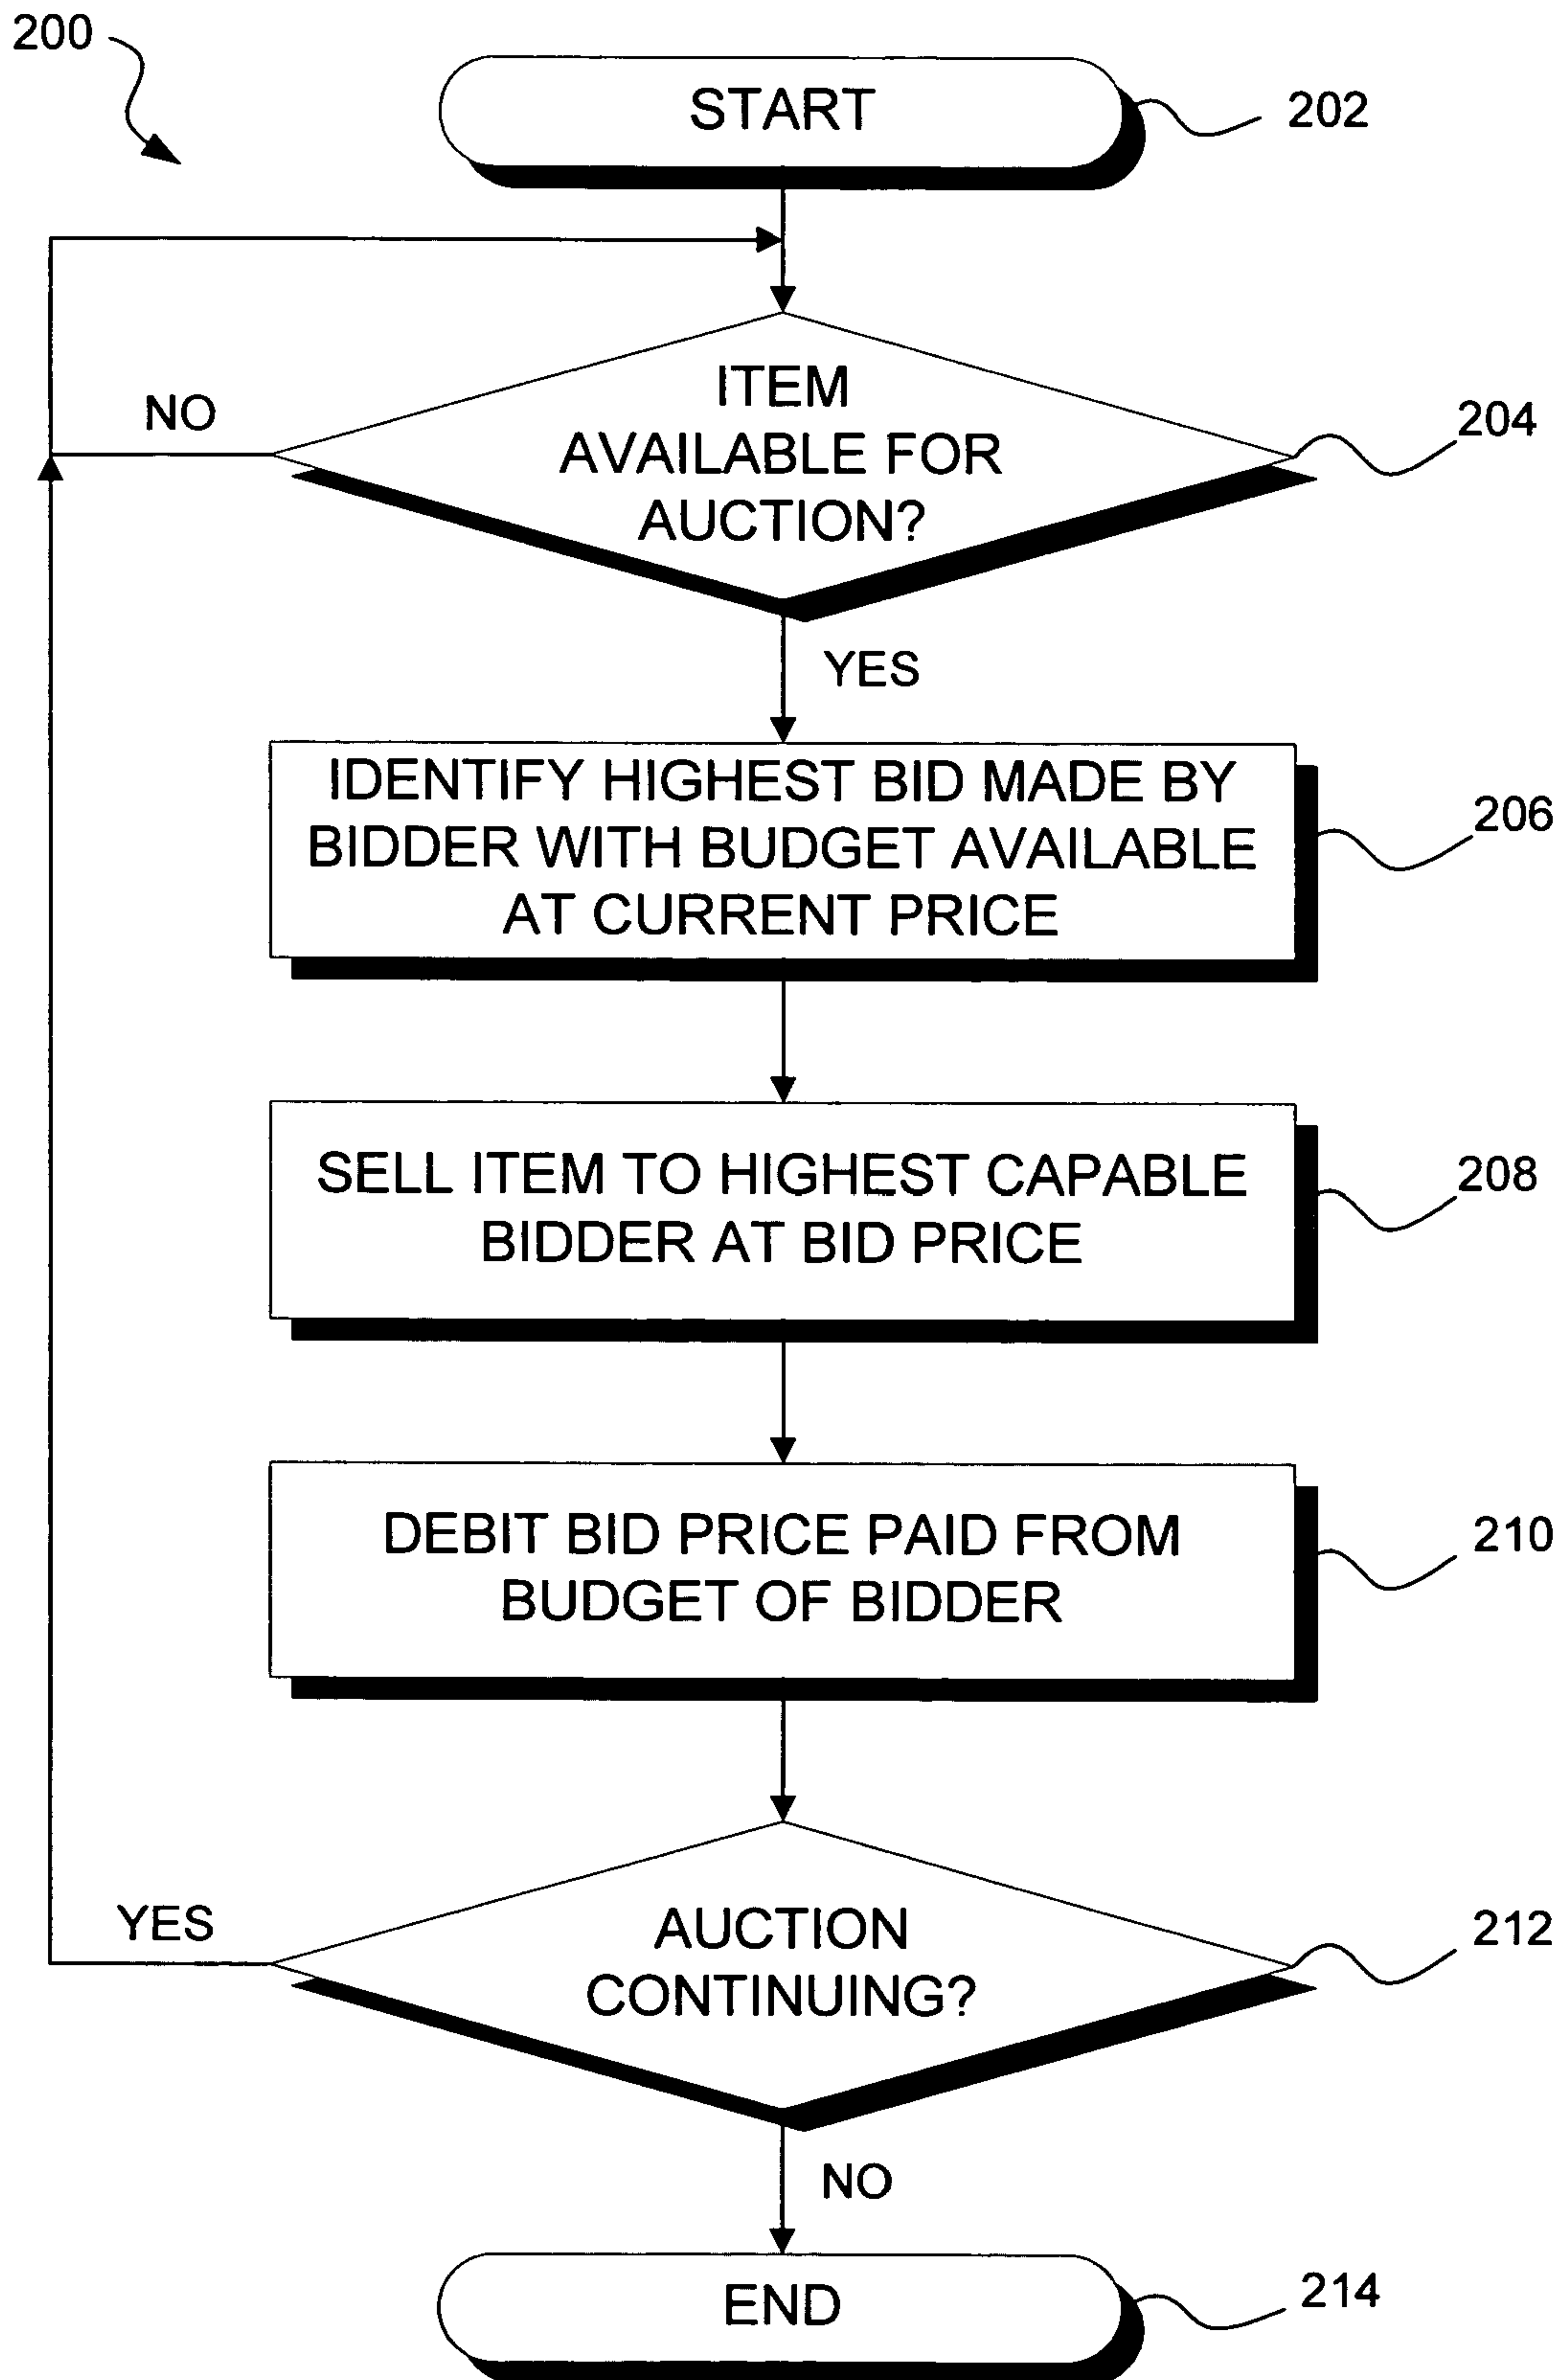 200
START
202
ITEM
AVAILABLE FOR
AUCTION?
NO
204
YES
IDENTIFY HIGHEST BID MADE BY
BIDDER WITH BUDGET AVAILABLE
AT CURRENT PRICE
206
SELL ITEM TO HIGHEST CAPABLE
BIDDER AT BID PRICE
208
DEBIT BID PRICE PAID FROM
BUDGET OF BIDDER
210
YES
AUCTION
CONTINUING?
212
NO
END
214